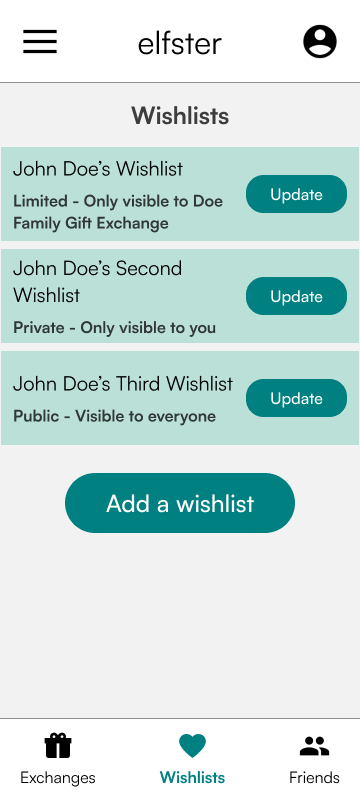 elfster
Wishlists
John Doe’s Wishlist
Limited - Only visible to Doe
Family Gift Exchange
Update
John Doe’s Second
Wishlist
Private - Only visible to you
Update
John Doe’s Third Wishlist
Public - Visible to everyone
Update
Add a wishlist
Exchanges
Wishlists
Friends